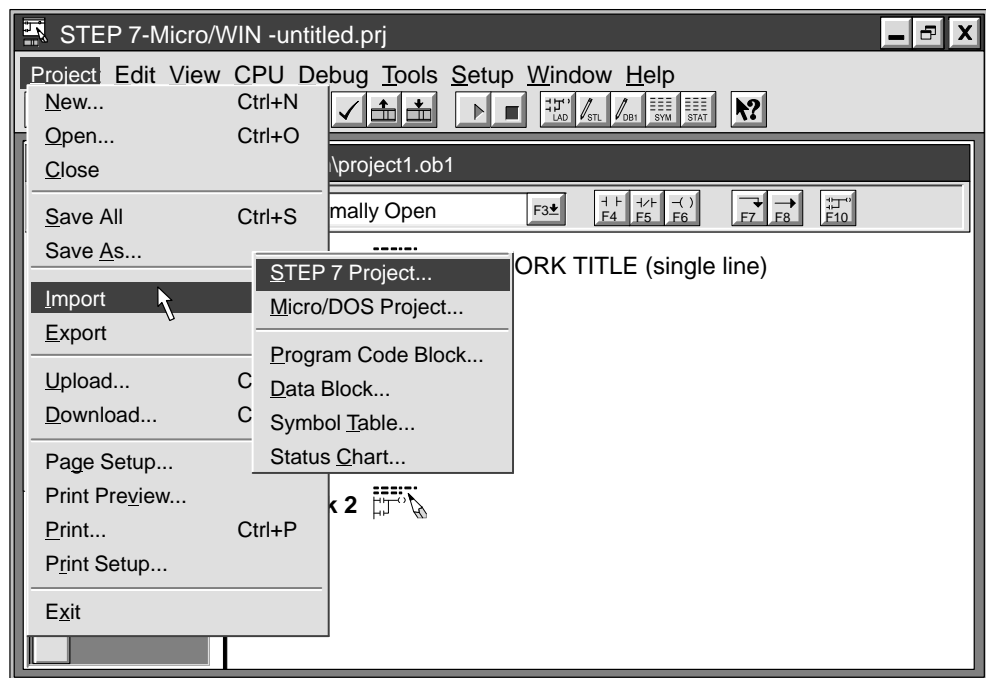 STEP 7-Micro/WIN -untitled.prj
Project Edit View CPU Debug Tools Setup Window Help
LAD STL DB1 SYM STAT
\project1.ob1
mally Open F3 F4 F5 F6 F7 F8 F10
ORK TITLE (single line)
k 2
New... Ctrl+N
Open... Ctrl+O
Close
Save All Ctrl+S
Save As...
Import
Export
Upload... C
Download... C
Page Setup...
Print Preview...
Print... Ctrl+P
Print Setup...
Exit
STEP 7 Project...
Micro/DOS Project...
Program Code Block...
Data Block...
Symbol Table...
Status Chart...